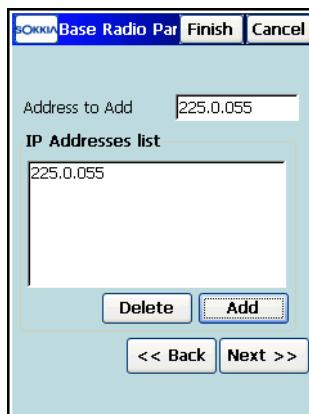 SOKKIA Base Radio Par Finish Cancel
Address to Add 225.0.055
IP Addresses list
225.0.055
Delete Add
<< Back Next >>